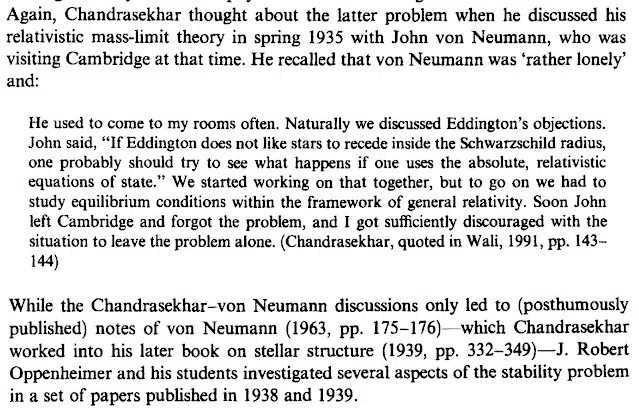 Again, Chandrasekhar thought about the latter problem when he discussed his
relativistic mass-limit theory in spring 1935 with John von Neumann, who was
visiting Cambridge at that time. He recalled that von Neumann was ‘rather lonely’
and:
He used to come to my rooms often. Naturally we discussed Eddington’s objections.
John said, “If Eddington does not like stars to recede inside the Schwarzschild radius,
one probably should try to see what happens if one uses the absolute, relativistic
equations of state.” We started working on that together, but to go on we had to
study equilibrium conditions within the framework of general relativity. Soon John
left Cambridge and forgot the problem, and I got sufficiently discouraged with the
situation to leave the problem alone. (Chandrasekhar, quoted in Wali, 1991, pp. 143–
144)
While the Chandrasekhar–von Neumann discussions only led to (posthumously
published) notes of von Neumann (1963, pp. 175–176)—which Chandrasekhar
worked into his later book on stellar structure (1939, pp. 332–349)—J. Robert
Oppenheimer and his students investigated several aspects of the stability problem
in a set of papers published in 1938 and 1939.